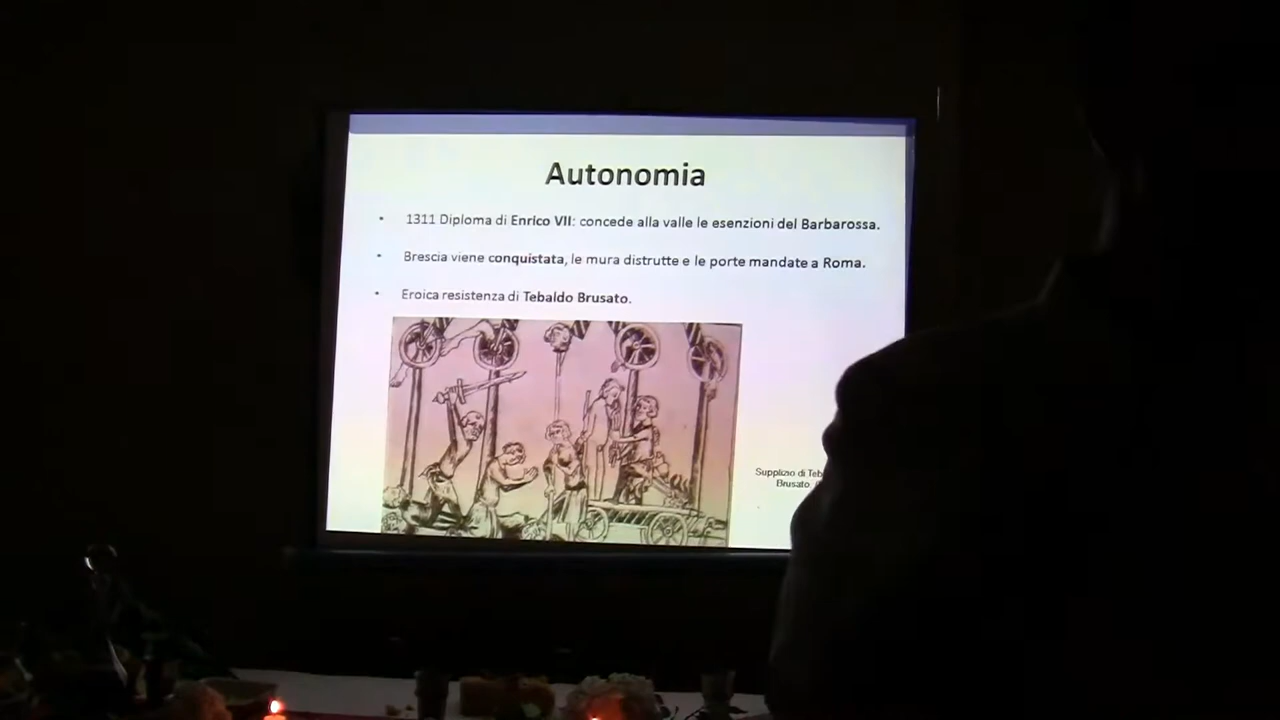 Autonomia
• 1311 Diploma di Enrico VII: concede alla valle le esenzioni del Barbarossa.
• Brescia viene conquistata, le mura distrutte e le porte mandate a Roma.
• Eroica resistenza di Tebaldo Brusato.
Supplizio di
Brusato.